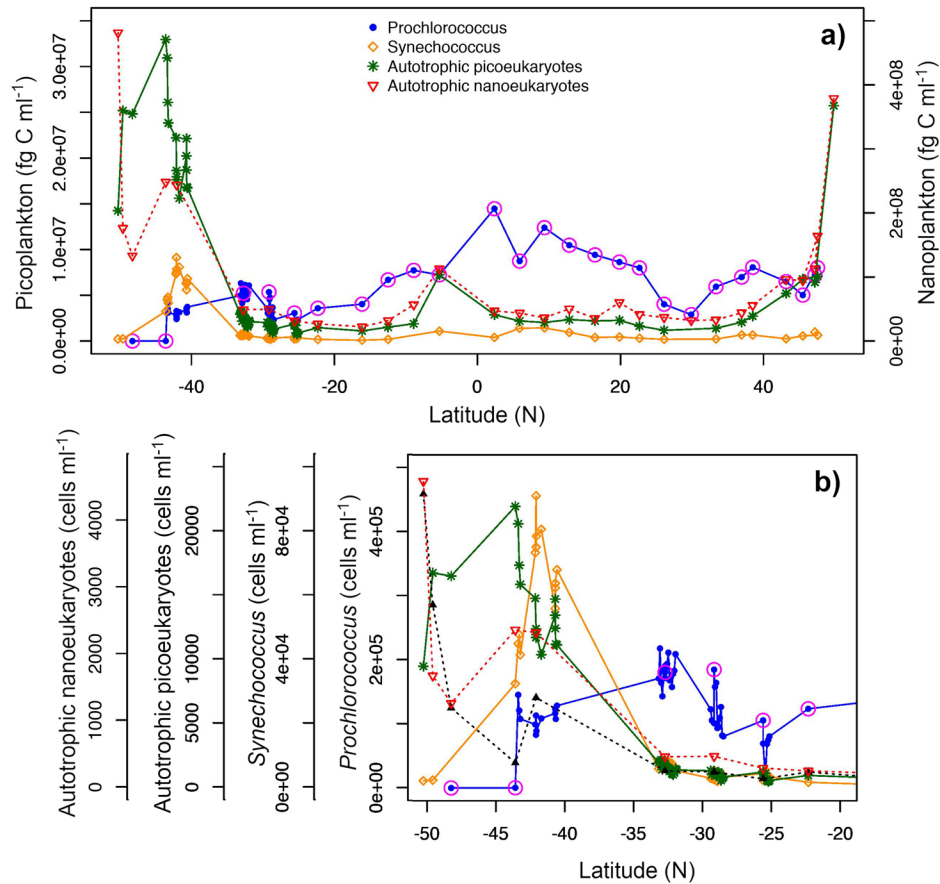 a)
Prochlorococcus
Synechococcus
Autotrophic picoeukaryotes
Autotrophic nanoeukaryotes
Picoplankton (fg C ml-1)
0.0e+00 1.0e+07 2.0e+07 3.0e+07
Nanoplankton (fg C ml-1)
0e+00 2e+08 4e+08
-40 -20 0 20 40
Latitude (N)
b)
Autotrophic nanoeukaryotes (cells ml-1)
0 1000 2000 3000 4000
Autotrophic picoeukaryotes (cells ml-1)
0 5000 10000 20000
Synechococcus (cells ml-1)
0e+00 4e+04 8e+04
Prochlorococcus (cells ml-1)
0e+00 2e+05 4e+05
-50 -45 -40 -35 -30 -25 -20
Latitude (N)